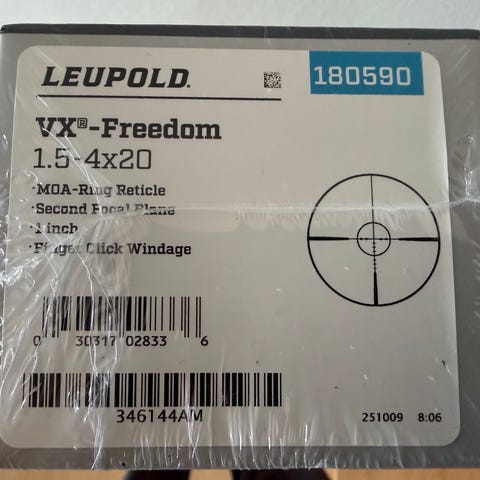 LEUPOLD.
180590
VX®-Freedom
1.5-4x20
·MOA-Ring Reticle
·Second Focal Plane
·1 inch
·Finger Click Windage
0 30317 02833 6
346144AM
251009 8:06